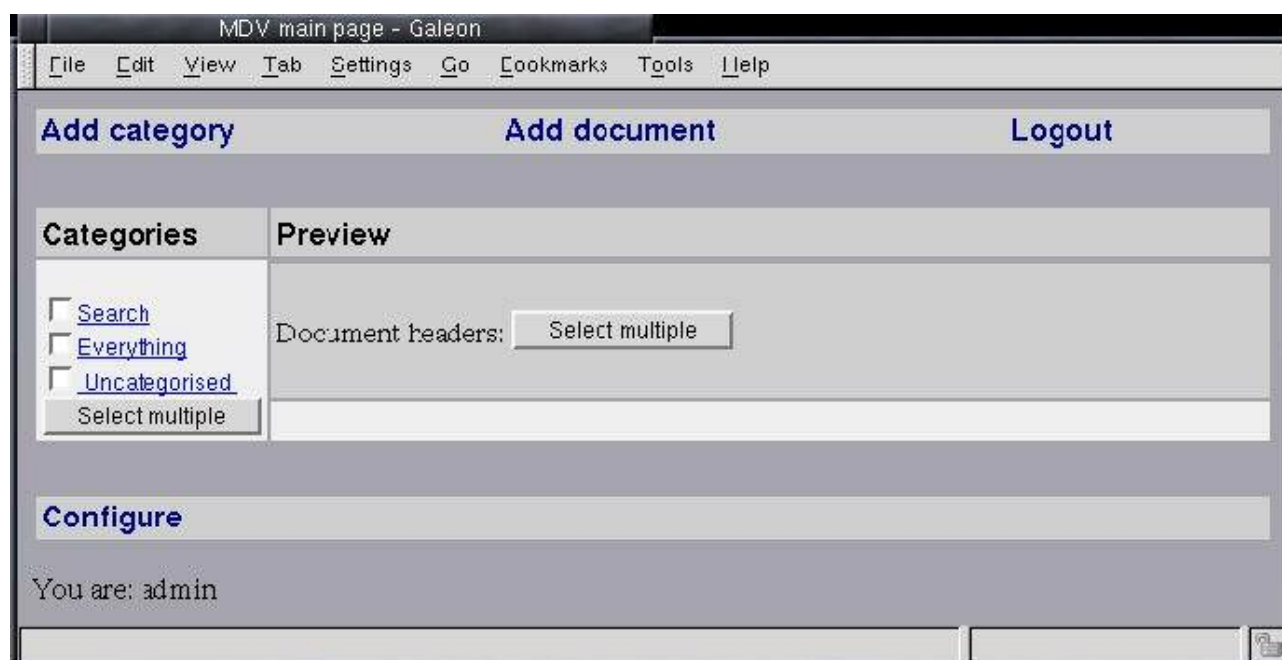 MDV main page - Galeon
File Edit View Tab Settings Go Bookmarks Tools Help
Add category Add document Logout
Categories Preview
Search
Everything
Uncategorised
Select multiple
Document headers: Select multiple
Configure
You are: admin